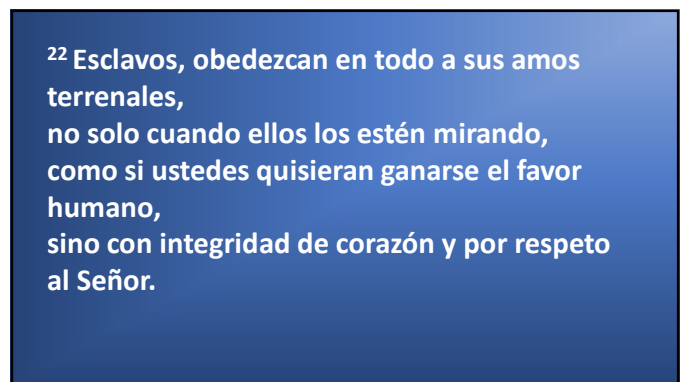 22 Esclavos, obedezcan en todo a sus amos
terrenales,
no solo cuando ellos los estén mirando,
como si ustedes quisieran ganarse el favor
humano,
sino con integridad de corazón y por respeto
al Señor.